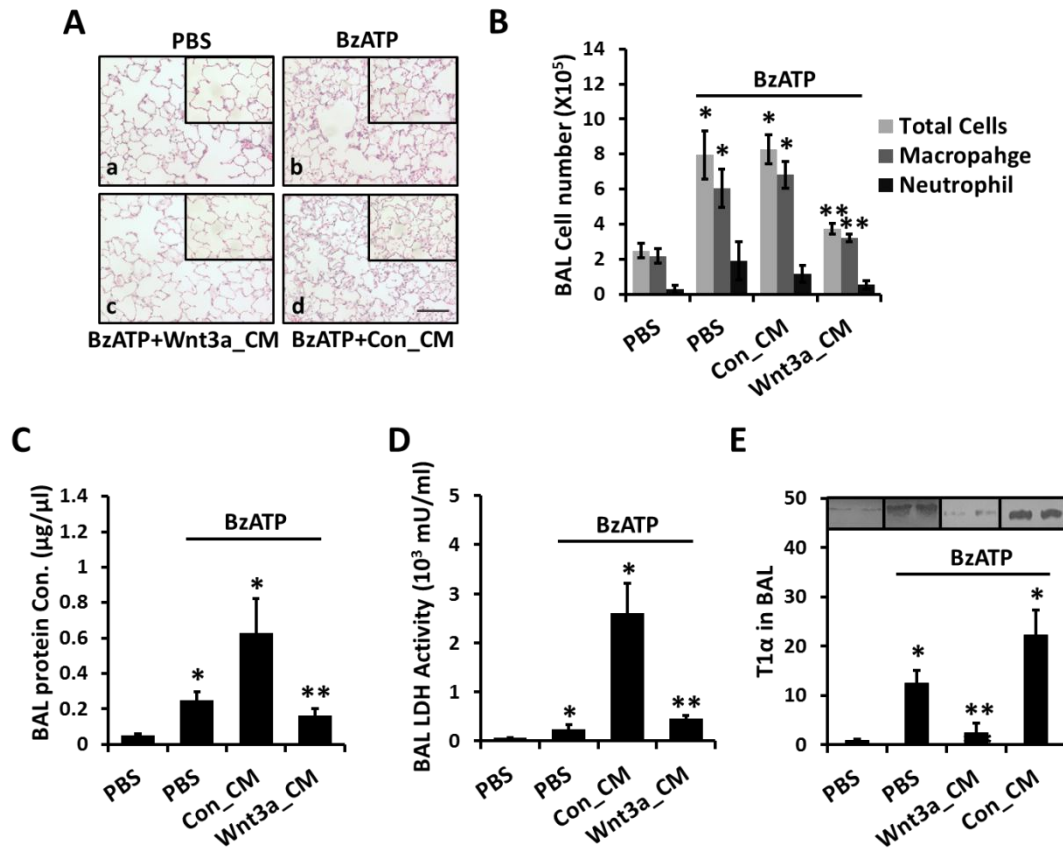 A
PBS
BzATP
a
b
c
d
BzATP+Wnt3a_CM
BzATP+Con_CM
B
BAL Cell number (X10⁵)
14
12
10
8
6
4
2
0
BzATP
*
*
*
*
**
**
Total Cells
Macropahge
Neutrophil
PBS
PBS
Con_CM
Wnt3a_CM
C
BAL protein Con. (µg/µl)
1.4
1.2
1
0.8
0.6
0.4
0.2
0
BzATP
*
*
**
PBS
PBS
Con_CM
Wnt3a_CM
D
BAL LDH Activity (10³ mU/ml)
5
4
3
2
1
0
BzATP
*
*
**
PBS
PBS
Con_CM
Wnt3a_CM
E
T1α in BAL
50
40
30
20
10
0
BzATP
*
**
*
PBS
PBS
Wnt3a_CM
Con_CM